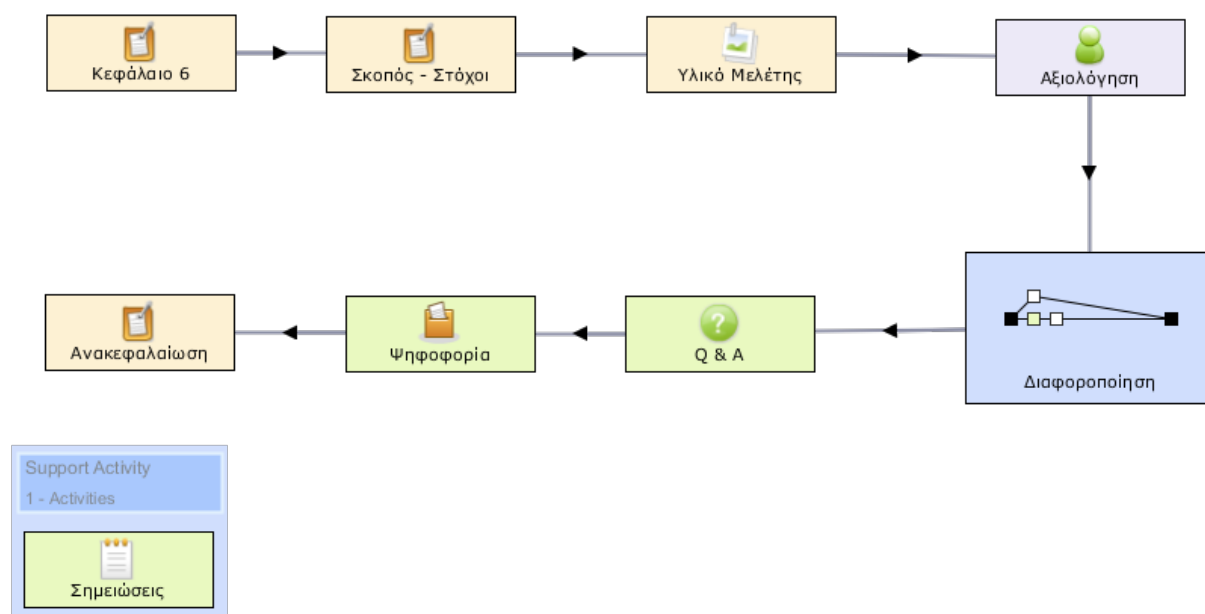 Κεφάλαιο 6
Σκοπός - Στόχοι
Υλικό Μελέτης
Αξιολόγηση
Διαφοροποίηση
Q & A
Ψηφοφορία
Ανακεφαλαίωση
Support Activity
1 - Activities
Σημειώσεις